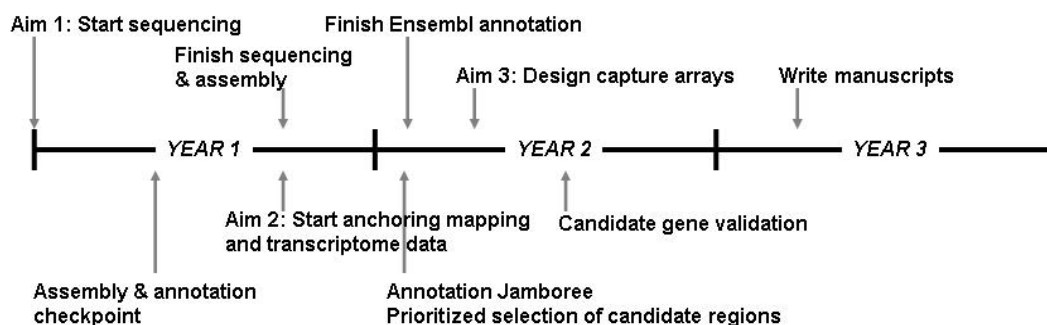 Aim 1: Start sequencing
Finish Ensembl annotation
Finish sequencing
& assembly
Aim 3: Design capture arrays
Write manuscripts
YEAR 1
YEAR 2
YEAR 3
Aim 2: Start anchoring mapping
and transcriptome data
Candidate gene validation
Assembly & annotation
checkpoint
Annotation Jamboree
Prioritized selection of candidate regions